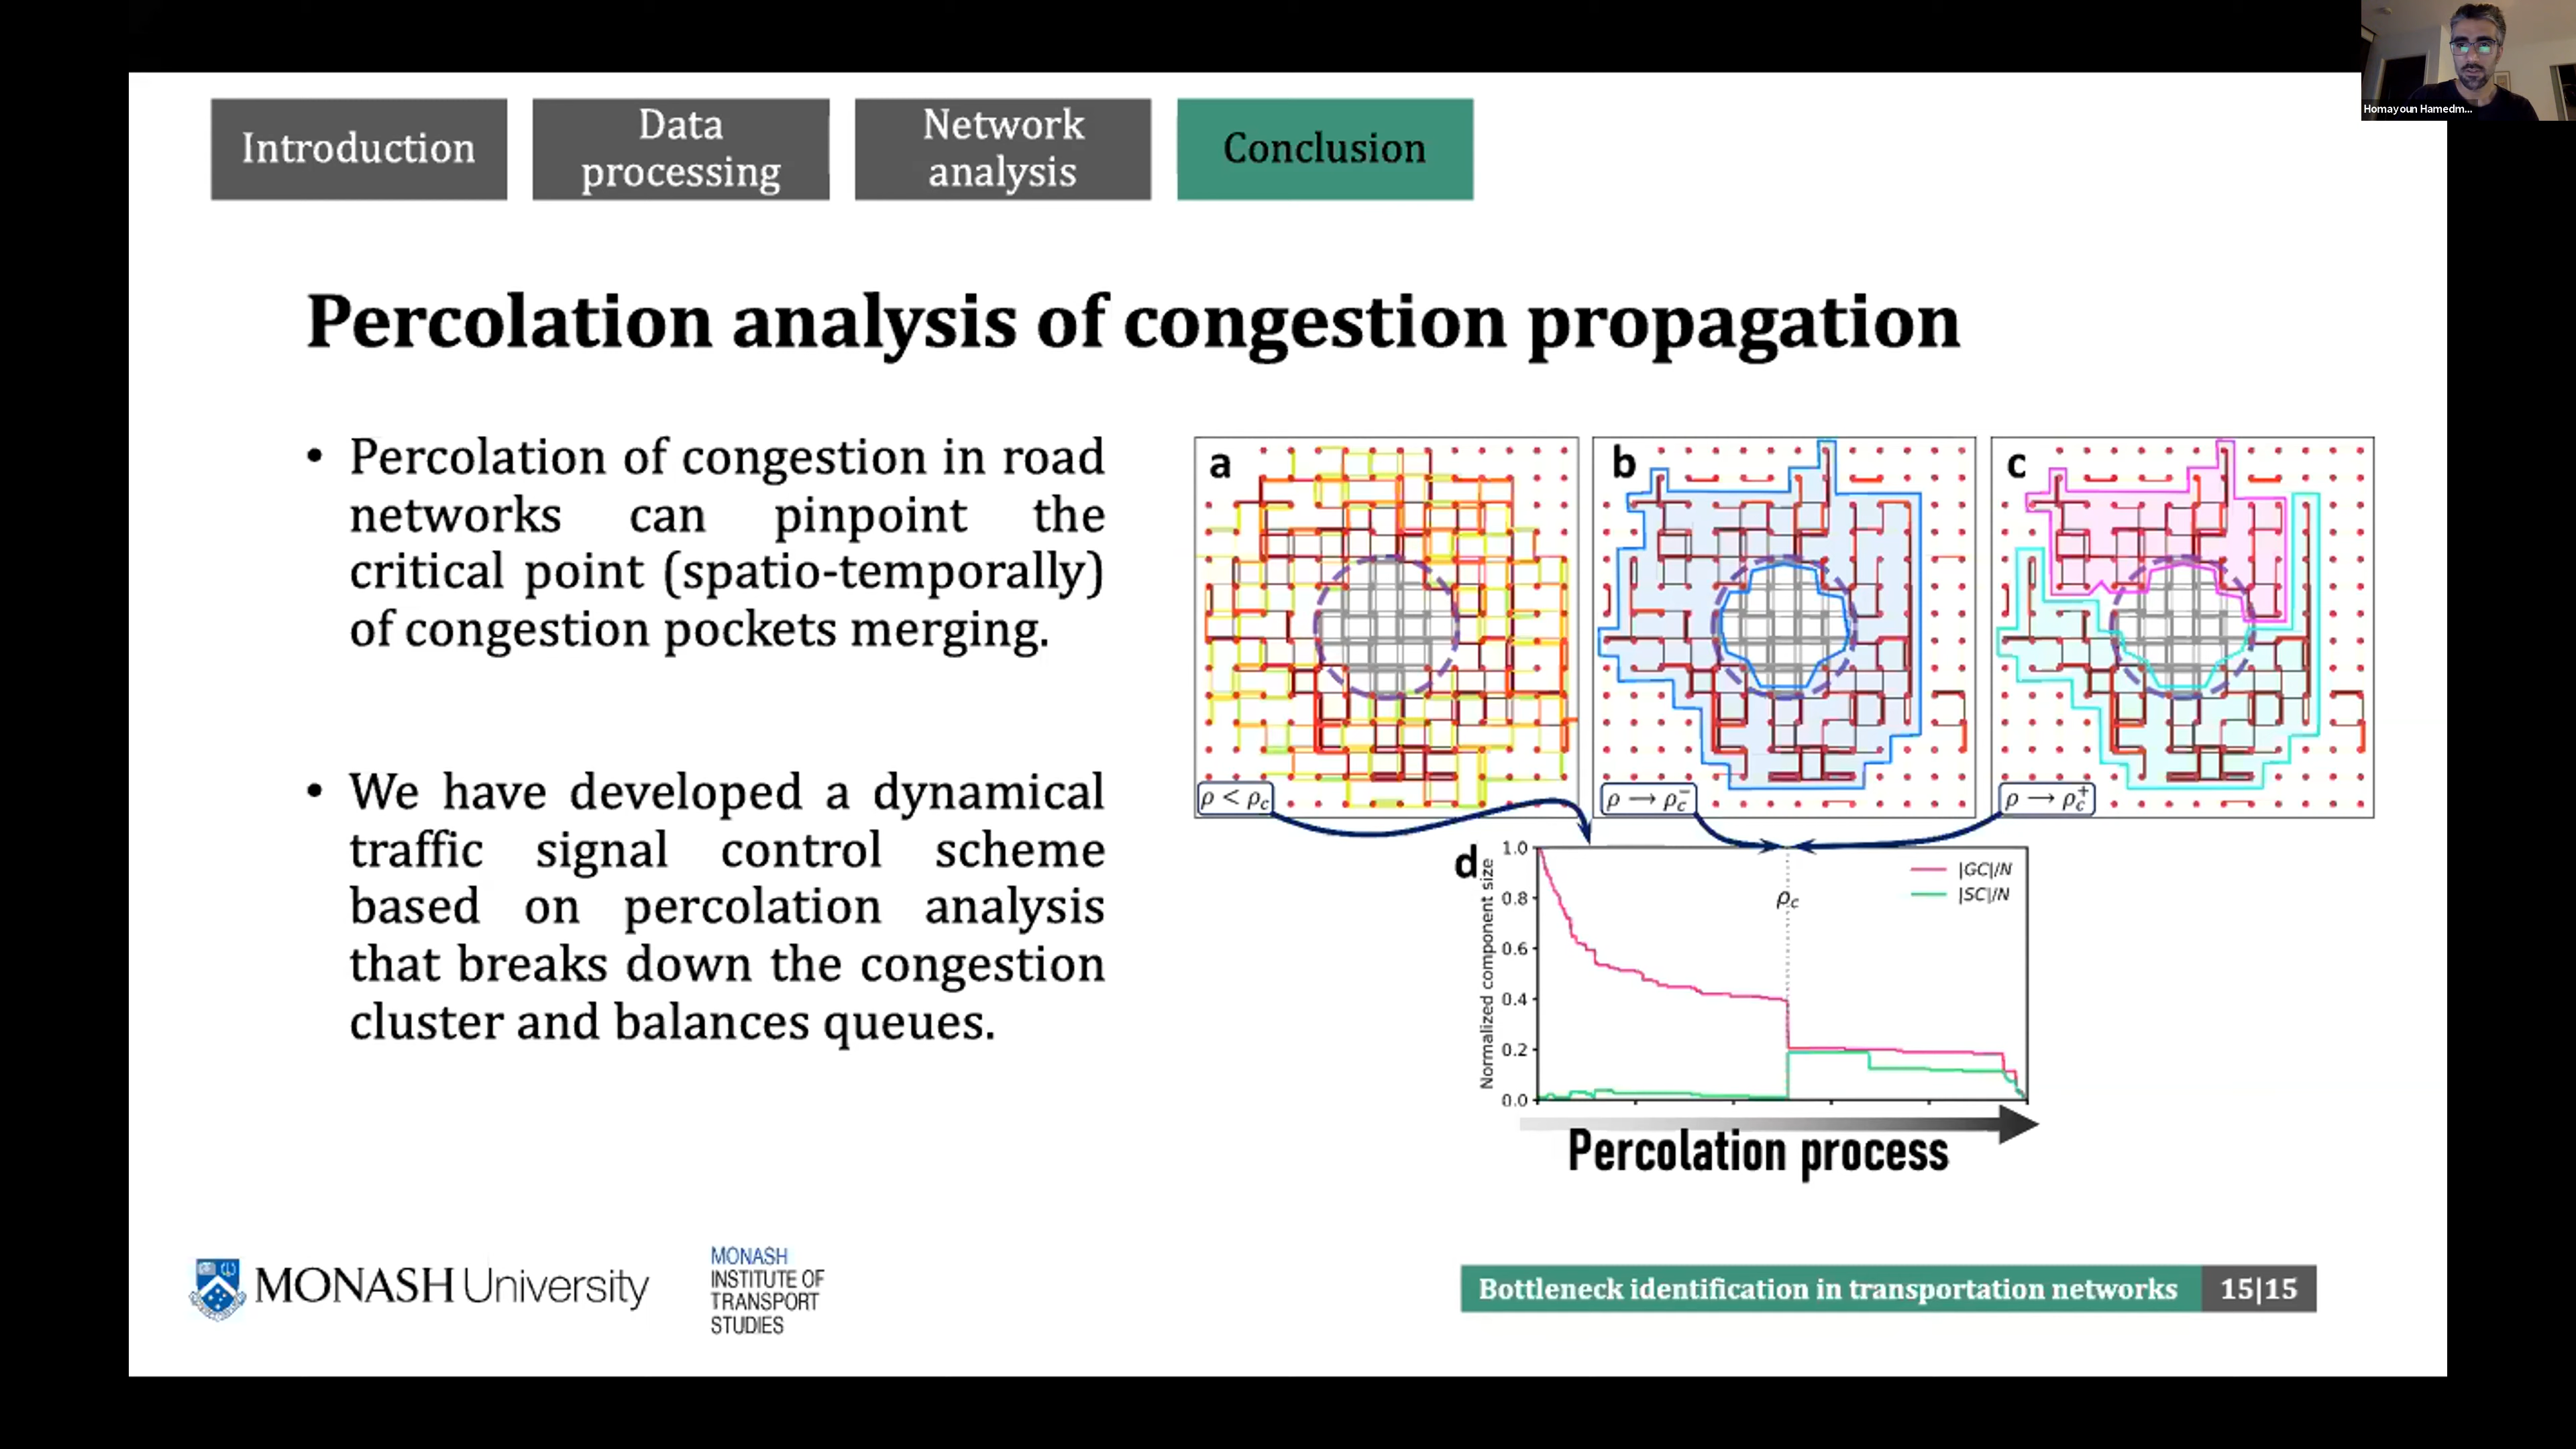 Homayoun Hamedm...
Introduction
Data
processing
Network
analysis
Conclusion
Percolation analysis of congestion propagation
• Percolation of congestion in road
networks can pinpoint the
critical point (spatio-temporally)
of congestion pockets merging.
• We have developed a dynamical
traffic signal control scheme
based on percolation analysis
that breaks down the congestion
cluster and balances queues.
a
b
c
ρ < ρc
ρ → ρc−
ρ → ρc+
d
Normalized component size
1.0
0.8
0.6
0.4
0.2
0.0
ρc
|GC|/N
|SC|/N
Percolation process
MONASH University
MONASH
INSTITUTE OF
TRANSPORT
STUDIES
Bottleneck identification in transportation networks 15|15